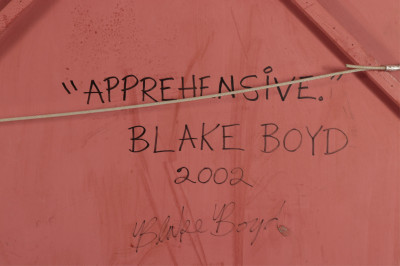 "APPREHENSIVE."
BLAKE BOYD
2002
Blake Boyd